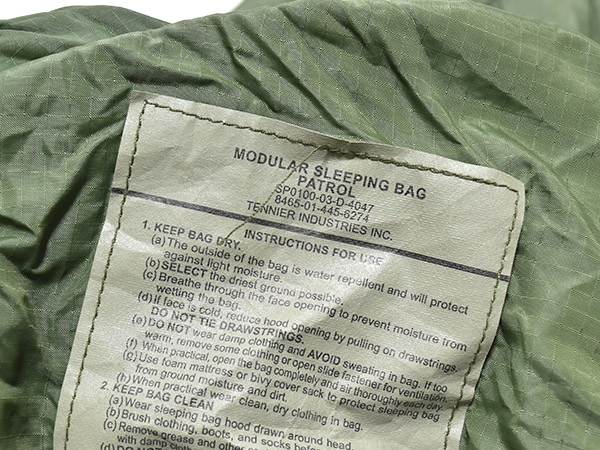 MODULAR SLEEPING BAG
PATROL
SP0100-03-D-4047
8465-01-445-6274
TENNIER INDUSTRIES INC.
INSTRUCTIONS FOR USE
1. KEEP BAG DRY.
(a) The outside of the bag is water repellent and will protect
against light moisture.
(b) SELECT the driest ground possible.
(c) Breathe through the face opening to prevent moisture from
wetting the bag.
(d) If face is cold, reduce hood opening by pulling on drawstrings.
DO NOT TIE DRAWSTRINGS.
(e) DO NOT wear damp clothing and AVOID sweating in bag. If too
warm, remove some clothing or open slide fastener for ventilation.
(f) When practical, open the bag completely and air thoroughly each day.
(g) Use foam mattress or bivy cover sack to protect sleeping bag
from ground moisture and dirt.
(h) When practical wear clean, dry clothing in bag.
2. KEEP BAG CLEAN
(a) Wear sleeping bag hood drawn around head.
(b) Brush clothing, boots, and socks before
(c) Remove grease and other
with damp cloth
(d) DO